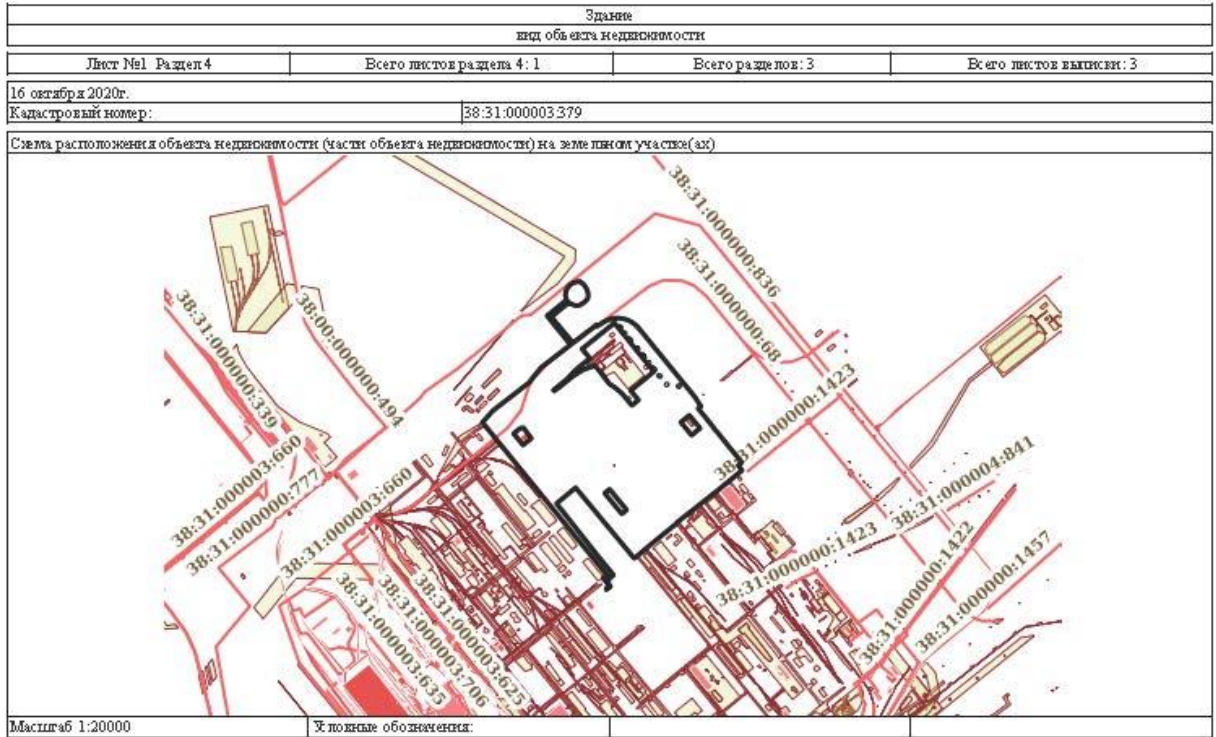 Здание
вид объекта недвижимости
Лист №1 Раздел 4 Всего листов раздела 4: 1 Всего разделов: 3 Всего листов выписки: 3
16 октября 2020г.
Кадастровый номер: 38:31:000003:379
Схема расположения объекта недвижимости (части объекта недвижимости) на земельном участке(ах)
38:31:000000:836
38:31:000000:68
38:31:000000:339
38:00:000000:494
38:31:000000:1423
38:31:000003:660
38:31:000000:777
38:31:000003:660
38:31:000004:841
38:31:000000:1423
38:31:000000:1422
38:31:000000:1457
38:31:000003:625
38:31:000003:706
38:31:000003:635
Масштаб 1:20000 Условные обозначения: